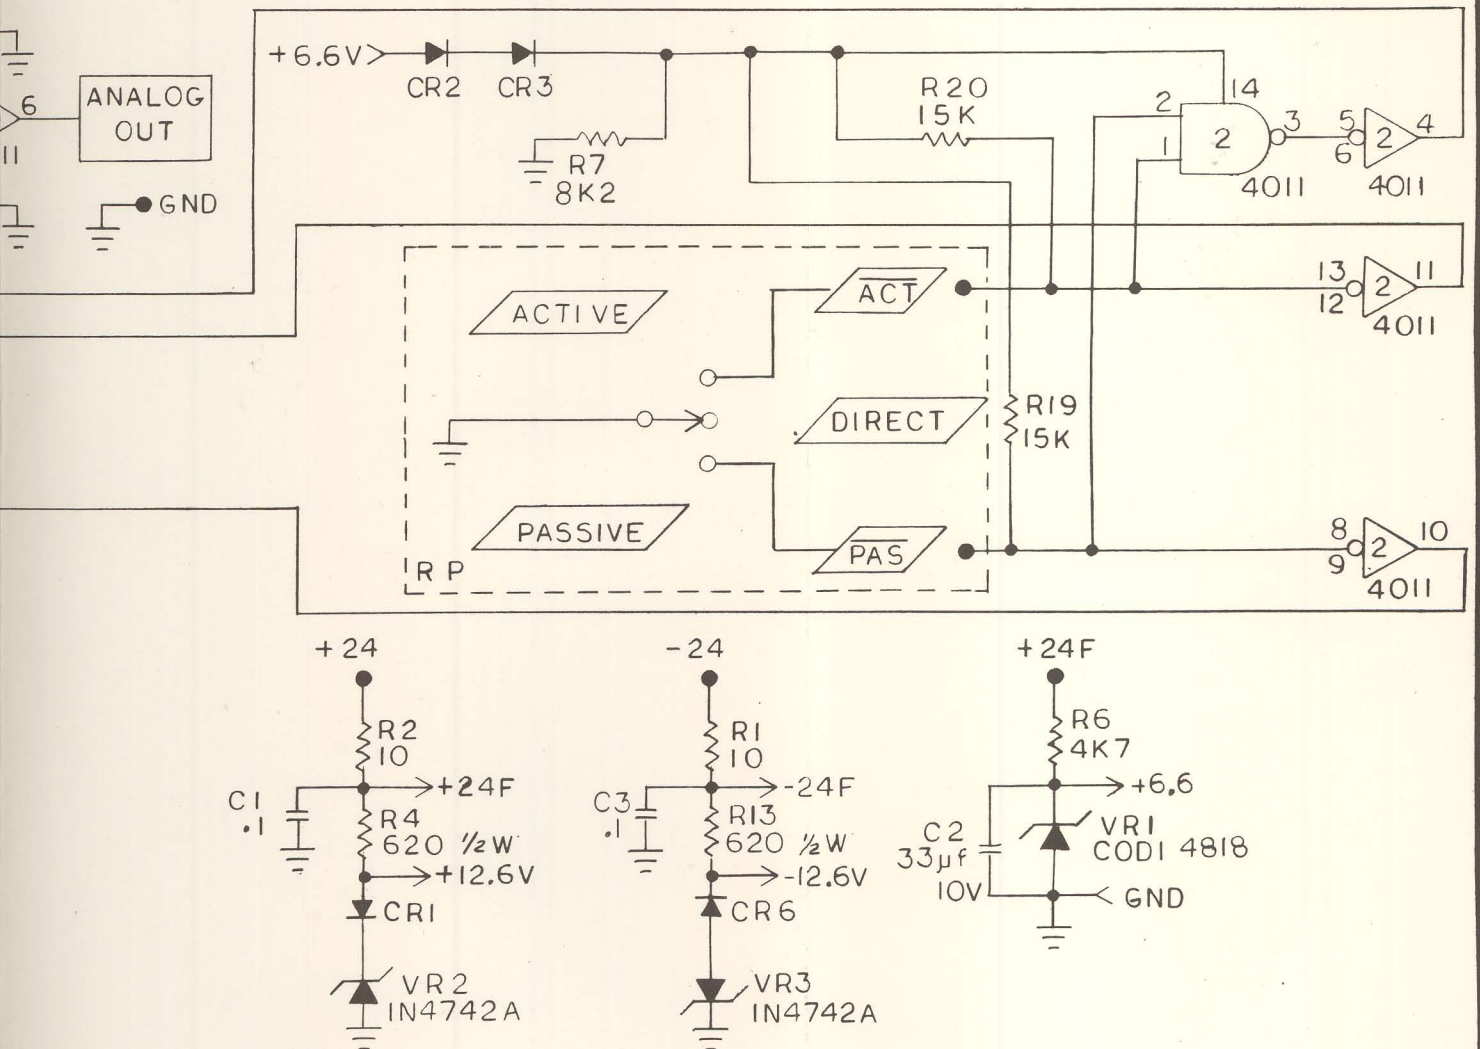 +6.6V
CR2
CR3
6
ANALOG
OUT
11
GND
R7
8K2
R20
15K
14
2
1
2
3
4011
5
6
2
4
4011
ACTIVE
ACT
13
12
2
11
4011
DIRECT
R19
15K
PASSIVE
PAS
RP
8
9
2
10
4011
+24
R2
10
C1
.1
+24F
R4
620 ½W
+12.6V
CR1
VR2
IN4742A
-24
R1
10
C3
.1
-24F
R13
620 ½W
-12.6V
CR6
VR3
IN4742A
+24F
R6
4K7
+6.6
C2
33µf
10V
VR1
CODI 4818
GND